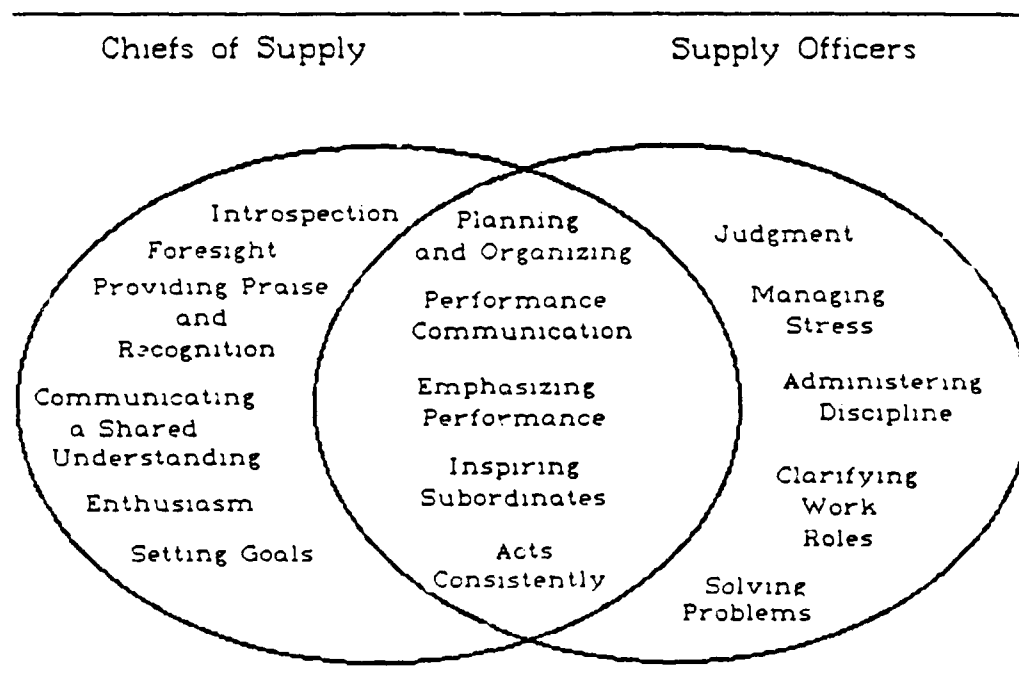 Chiefs of Supply
Supply Officers
Introspection
Foresight
Providing Praise
and
Recognition
Communicating
a Shared
Understanding
Enthusiasm
Setting Goals
Planning
and Organizing
Performance
Communication
Emphasizing
Performance
Inspiring
Subordinates
Acts
Consistently
Judgment
Managing
Stress
Administering
Discipline
Clarifying
Work
Roles
Solving
Problems